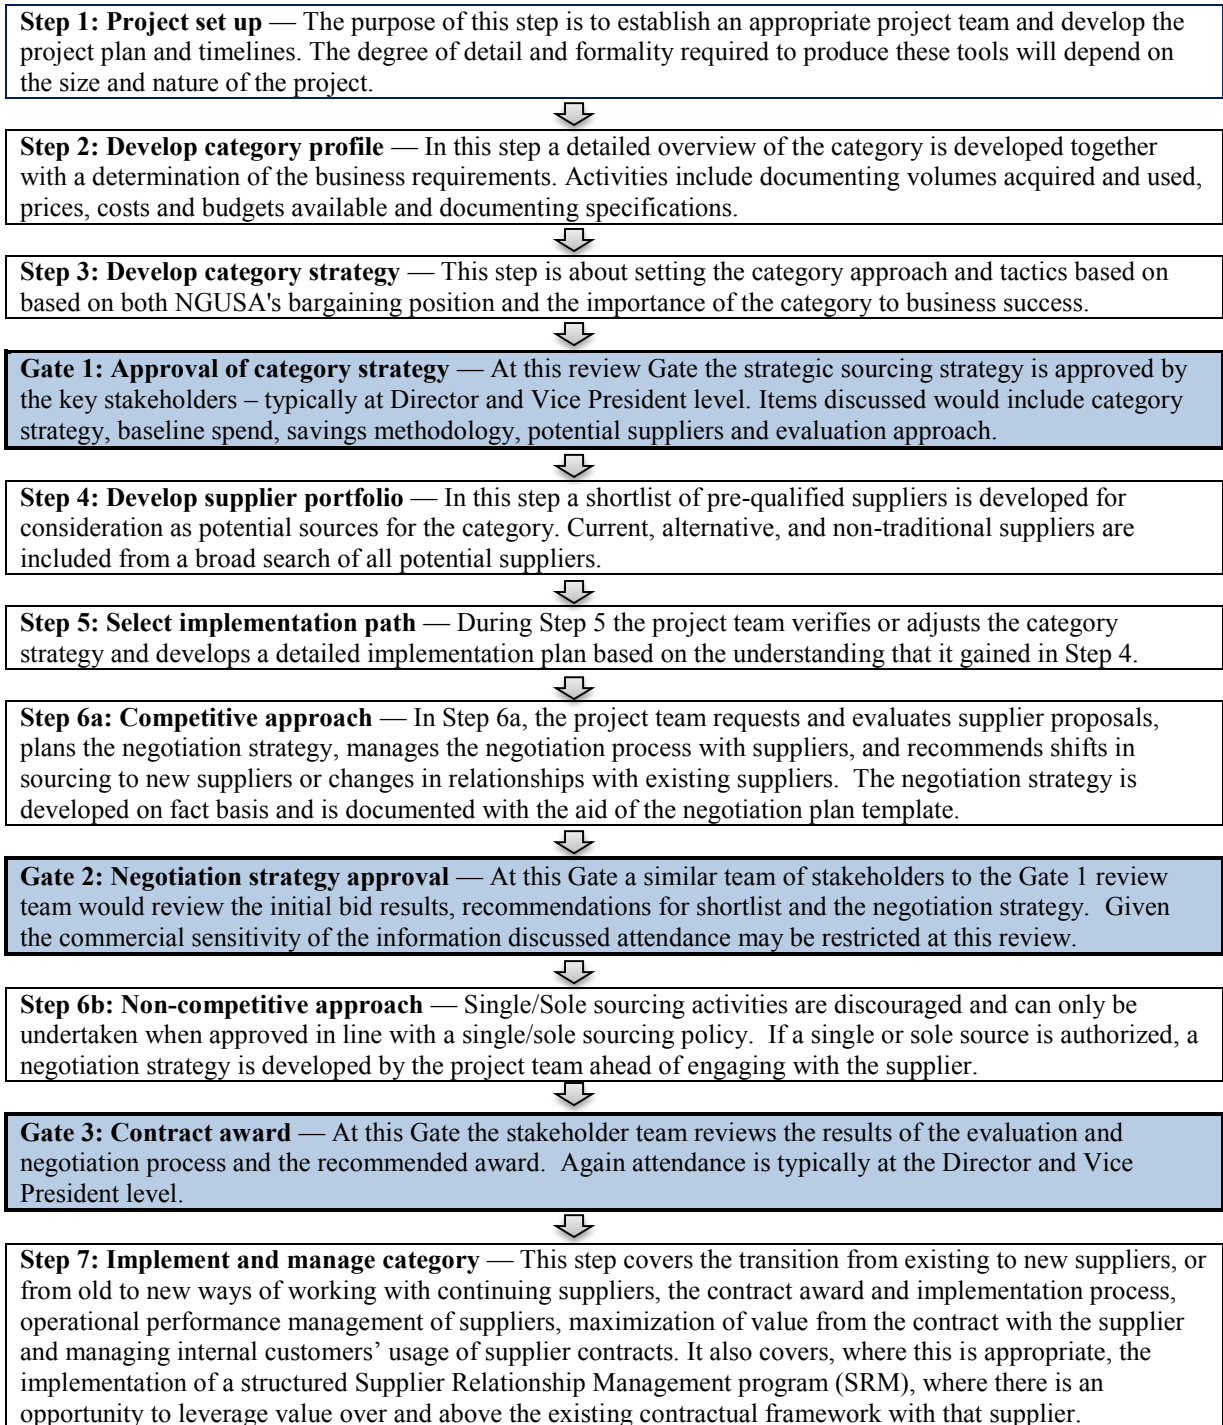 Step 1: Project set up — The purpose of this step is to establish an appropriate project team and develop the
project plan and timelines. The degree of detail and formality required to produce these tools will depend on
the size and nature of the project.
Step 2: Develop category profile — In this step a detailed overview of the category is developed together
with a determination of the business requirements. Activities include documenting volumes acquired and used,
prices, costs and budgets available and documenting specifications.
Step 3: Develop category strategy — This step is about setting the category approach and tactics based on
based on both NGUSA's bargaining position and the importance of the category to business success.
Gate 1: Approval of category strategy — At this review Gate the strategic sourcing strategy is approved by
the key stakeholders – typically at Director and Vice President level. Items discussed would include category
strategy, baseline spend, savings methodology, potential suppliers and evaluation approach.
Step 4: Develop supplier portfolio — In this step a shortlist of pre-qualified suppliers is developed for
consideration as potential sources for the category. Current, alternative, and non-traditional suppliers are
included from a broad search of all potential suppliers.
Step 5: Select implementation path — During Step 5 the project team verifies or adjusts the category
strategy and develops a detailed implementation plan based on the understanding that it gained in Step 4.
Step 6a: Competitive approach — In Step 6a, the project team requests and evaluates supplier proposals,
plans the negotiation strategy, manages the negotiation process with suppliers, and recommends shifts in
sourcing to new suppliers or changes in relationships with existing suppliers.  The negotiation strategy is
developed on fact basis and is documented with the aid of the negotiation plan template.
Gate 2: Negotiation strategy approval — At this Gate a similar team of stakeholders to the Gate 1 review
team would review the initial bid results, recommendations for shortlist and the negotiation strategy.  Given
the commercial sensitivity of the information discussed attendance may be restricted at this review.
Step 6b: Non-competitive approach — Single/Sole sourcing activities are discouraged and can only be
undertaken when approved in line with a single/sole sourcing policy.  If a single or sole source is authorized, a
negotiation strategy is developed by the project team ahead of engaging with the supplier.
Gate 3: Contract award — At this Gate the stakeholder team reviews the results of the evaluation and
negotiation process and the recommended award.  Again attendance is typically at the Director and Vice
President level.
Step 7: Implement and manage category — This step covers the transition from existing to new suppliers, or
from old to new ways of working with continuing suppliers, the contract award and implementation process,
operational performance management of suppliers, maximization of value from the contract with the supplier
and managing internal customers’ usage of supplier contracts. It also covers, where this is appropriate, the
implementation of a structured Supplier Relationship Management program (SRM), where there is an
opportunity to leverage value over and above the existing contractual framework with that supplier.